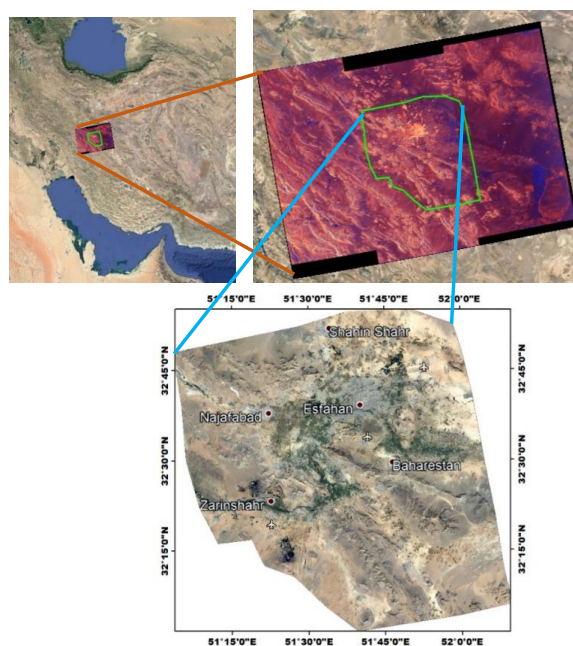 51°15'0"E 51°30'0"E 51°45'0"E 52°0'0"E
Shahin Shahr
32°45'0"N 32°45'0"N
Esfahan
Najafabad
32°30'0"N Baharestan 32°30'0"N
Zarinshahr
32°15'0"N 32°15'0"N
51°15'0"E 51°30'0"E 51°45'0"E 52°0'0"E